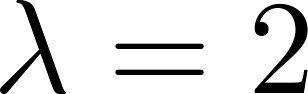 λ = 2